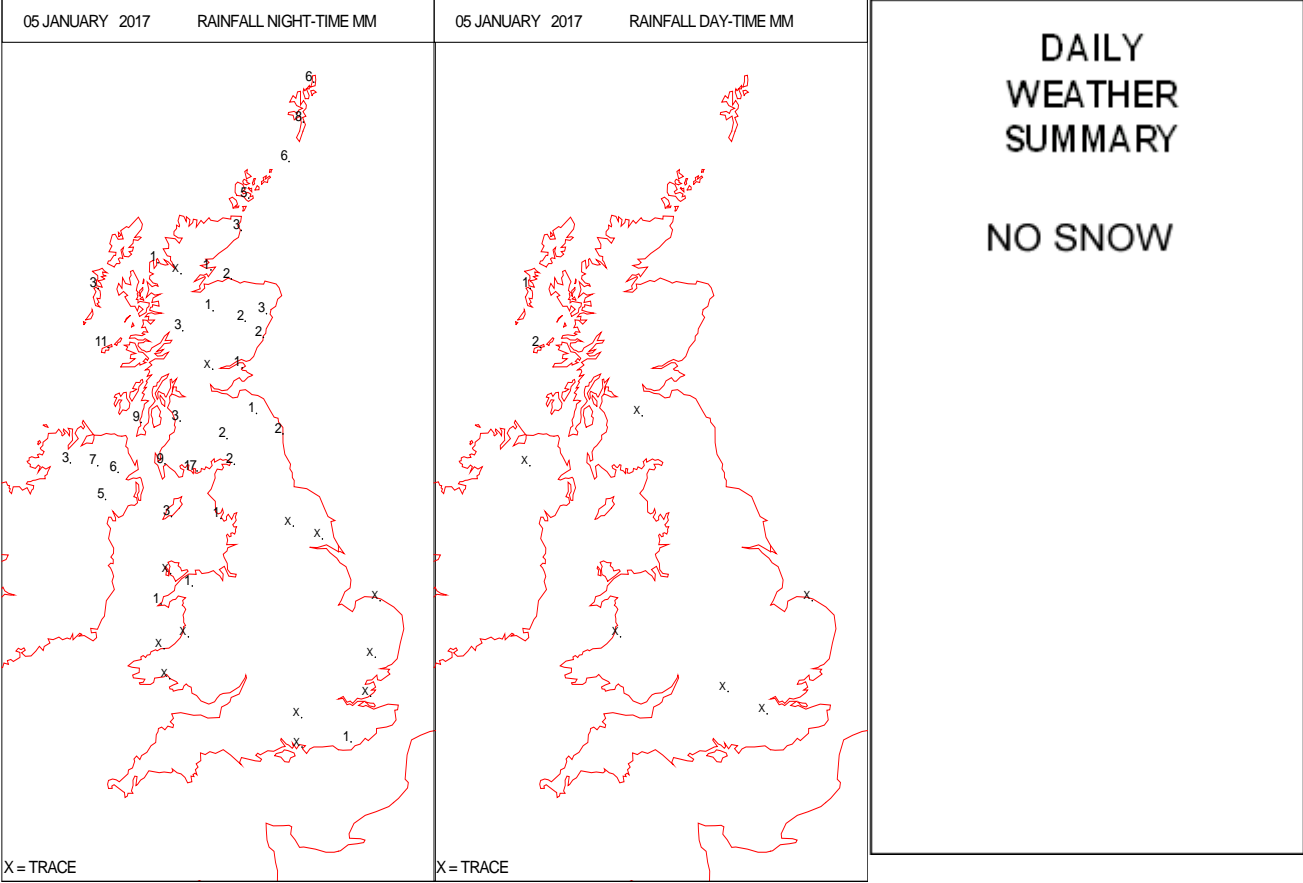 05 JANUARY 2017 RAINFALL NIGHT-TIME MM
6.
8.
6.
5.
3.
1.
X.
1.
2.
3.
1.
2.
3.
3.
2.
11
X.
1.
9.
3.
1.
2.
2.
3.
7.
6.
9
17.
2.
5.
3.
1.
X.
X.
X.
1.
1.
X.
X.
X.
X.
X.
X.
X.
X.
1.
X = TRACE
05 JANUARY 2017 RAINFALL DAY-TIME MM
1.
2.
X.
X.
X.
X.
X.
X.
X = TRACE
DAILY
WEATHER
SUMMARY
NO SNOW